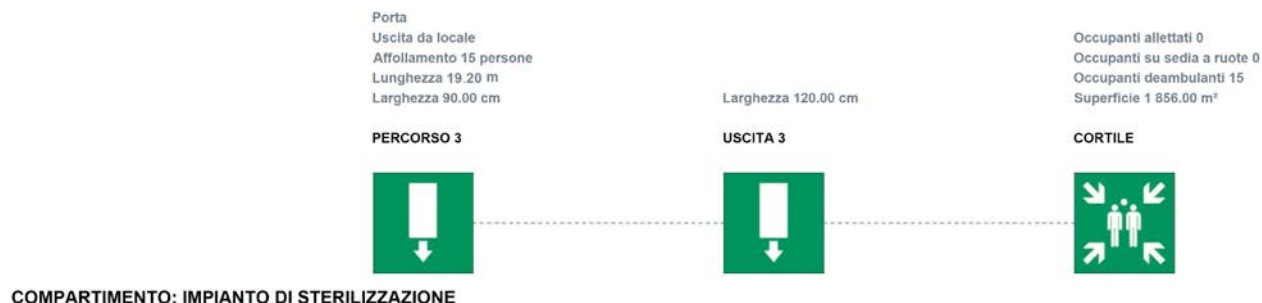 Porta
Uscita da locale
Affollamento 15 persone
Lunghezza 19.20 m
Larghezza 90.00 cm
PERCORSO 3
Larghezza 120.00 cm
USCITA 3
Occupanti allettati 0
Occupanti su sedia a ruote 0
Occupanti deambulanti 15
Superficie 1 856.00 m²
CORTILE
COMPARTIMENTO: IMPIANTO DI STERILIZZAZIONE